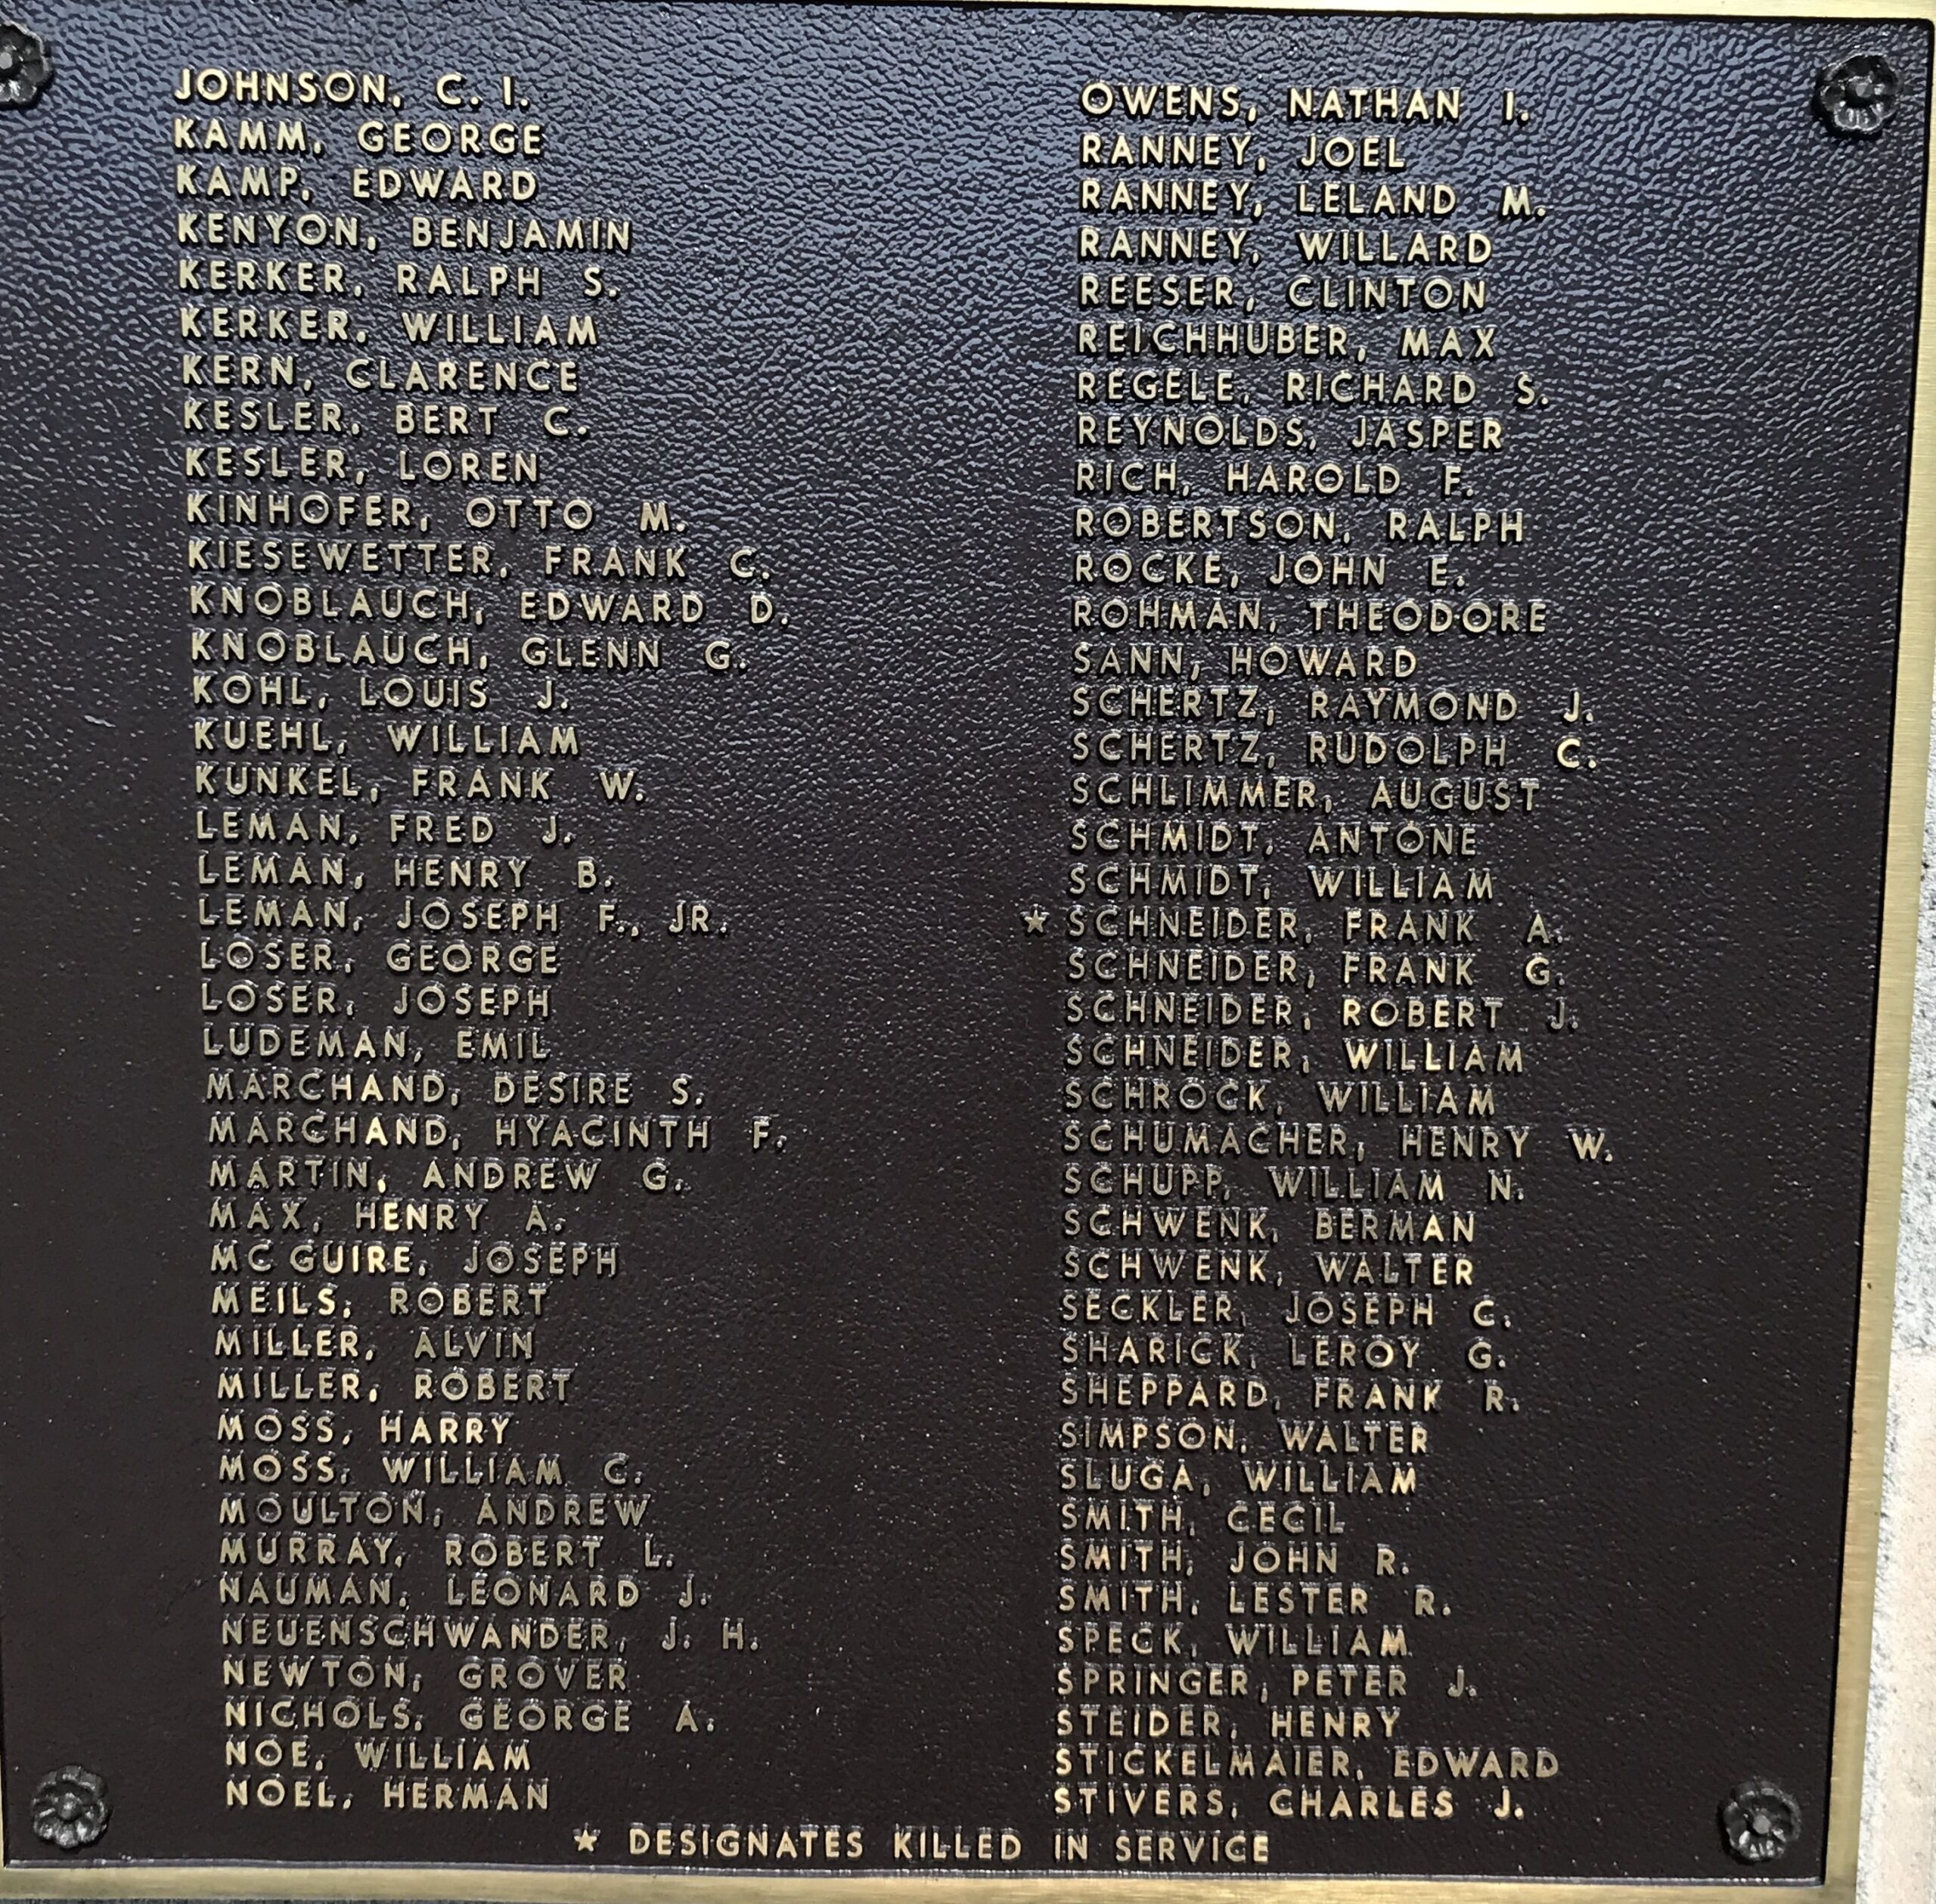 JOHNSON, C. I.
KAMM, GEORGE
KAMP, EDWARD
KENYON, BENJAMIN
KERKER, RALPH S.
KERKER, WILLIAM
KERN, CLARENCE
KESLER, BERT C.
KESLER, LOREN
KINHOFER, OTTO M.
KIESEWETTER, FRANK C.
KNOBLAUCH, EDWARD D.
KNOBLAUCH, GLENN G.
KOHL, LOUIS J.
KUEHL, WILLIAM
KUNKEL, FRANK W.
LEMAN, FRED J.
LEMAN, HENRY B.
LEMAN, JOSEPH F., JR.
LOSER, GEORGE
LOSER, JOSEPH
LUDEMAN, EMIL
MARCHAND, DESIRE S.
MARCHAND, HYACINTH F.
MARTIN, ANDREW G.
MAX, HENRY A.
MC GUIRE, JOSEPH
MEILS, ROBERT
MILLER, ALVIN
MILLER, ROBERT
MOSS, HARRY
MOSS, WILLIAM C.
MOULTON, ANDREW
MURRAY, ROBERT L.
NAUMAN, LEONARD J.
NEUENSCHWANDER, J. H.
NEWTON, GROVER
NICHOLS, GEORGE A.
NOE, WILLIAM
NOEL, HERMAN
OWENS, NATHAN I.
RANNEY, JOEL
RANNEY, LELAND M.
RANNEY, WILLARD
REESER, CLINTON
REICHHUBER, MAX
REGELE, RICHARD S.
REYNOLDS, JASPER
RICH, HAROLD F.
ROBERTSON, RALPH
ROCKE, JOHN E.
ROHMAN, THEODORE
SANN, HOWARD
SCHERTZ, RAYMOND J.
SCHERTZ, RUDOLPH C.
SCHLIMMER, AUGUST
SCHMIDT, ANTONE
SCHMIDT, WILLIAM
★ SCHNEIDER, FRANK A.
SCHNEIDER, FRANK G.
SCHNEIDER, ROBERT J.
SCHNEIDER, WILLIAM
SCHROCK, WILLIAM
SCHUMACHER, HENRY W.
SCHUPP, WILLIAM N.
SCHWENK, BERMAN
SCHWENK, WALTER
SECKLER, JOSEPH C.
SHARICK, LEROY G.
SHEPPARD, FRANK R.
SIMPSON, WALTER
SLUGA, WILLIAM
SMITH, CECIL
SMITH, JOHN R.
SMITH, LESTER R.
SPECK, WILLIAM
SPRINGER, PETER J.
STEIDER, HENRY
STICKELMAIER, EDWARD
STIVERS, CHARLES J.
★ DESIGNATES KILLED IN SERVICE